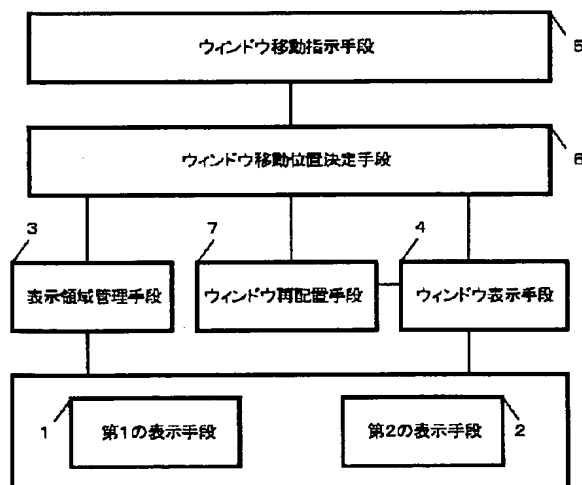 ウィンドウ移動指示手段
5
ウィンドウ移動位置決定手段
6
3
7
4
表示領域管理手段
ウィンドウ再配置手段
ウィンドウ表示手段
1
第1の表示手段
第2の表示手段
2